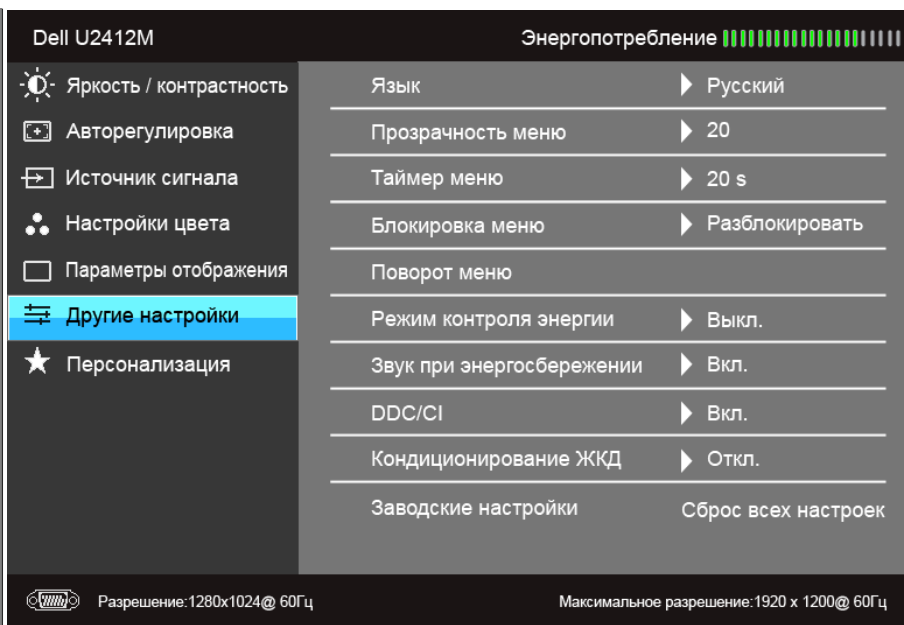 Dell U2412M
Энергопотребление
Яркость / контрастность
Авторегулировка
Источник сигнала
Настройки цвета
Параметры отображения
Другие настройки
Персонализация
Язык Русский
Прозрачность меню 20
Таймер меню 20 s
Блокировка меню Разблокировать
Поворот меню
Режим контроля энергии Выкл.
Звук при энергосбережении Вкл.
DDC/CI Вкл.
Кондиционирование ЖКД Откл.
Заводские настройки Сброс всех настроек
Разрешение:1280x1024@ 60Гц
Максимальное разрешение:1920 x 1200@ 60Гц